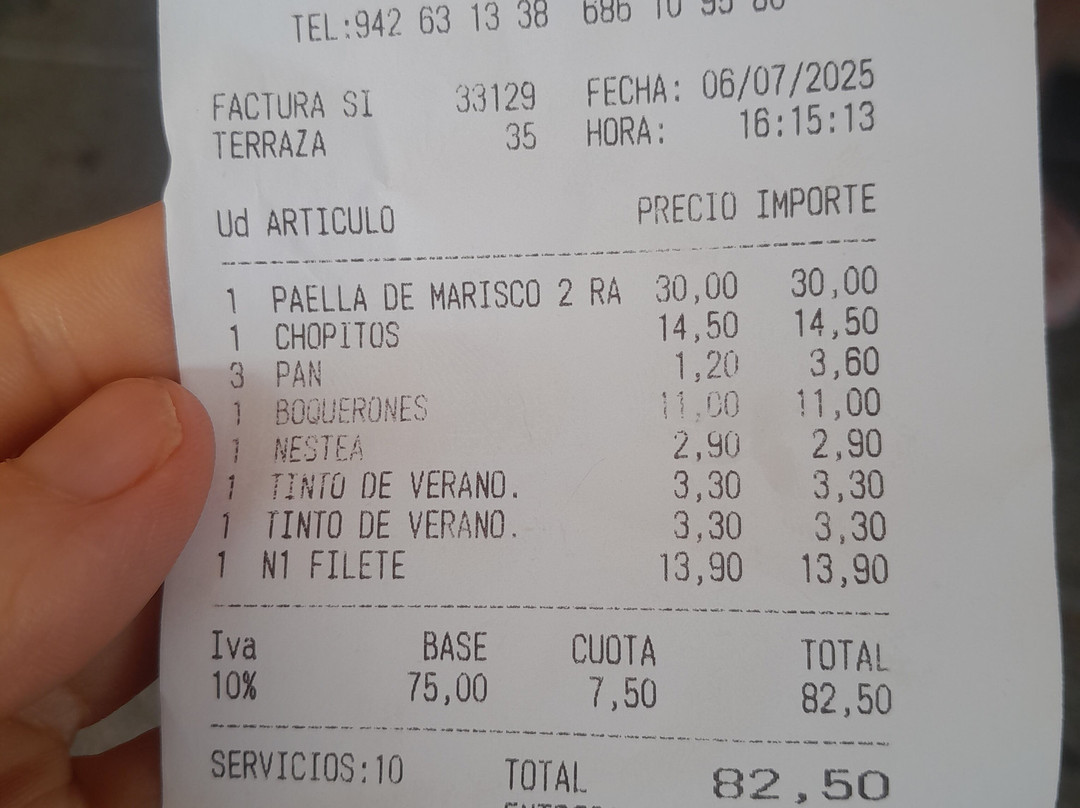 TEL:942 63 13 38
FACTURA SI 33129 FECHA: 06/07/2025
TERRAZA 35 HORA: 16:15:13
Ud ARTICULO PRECIO IMPORTE
1 PAELLA DE MARISCO 2 RA 30,00 30,00
1 CHOPITOS 14,50 14,50
3 PAN 1,20 3,60
1 BOQUERONES 11,00 11,00
1 NESTEA 2,90 2,90
1 TINTO DE VERANO. 3,30 3,30
1 TINTO DE VERANO. 3,30 3,30
1 N1 FILETE 13,90 13,90
Iva BASE CUOTA TOTAL
10% 75,00 7,50 82,50
SERVICIOS:10 TOTAL 82,50